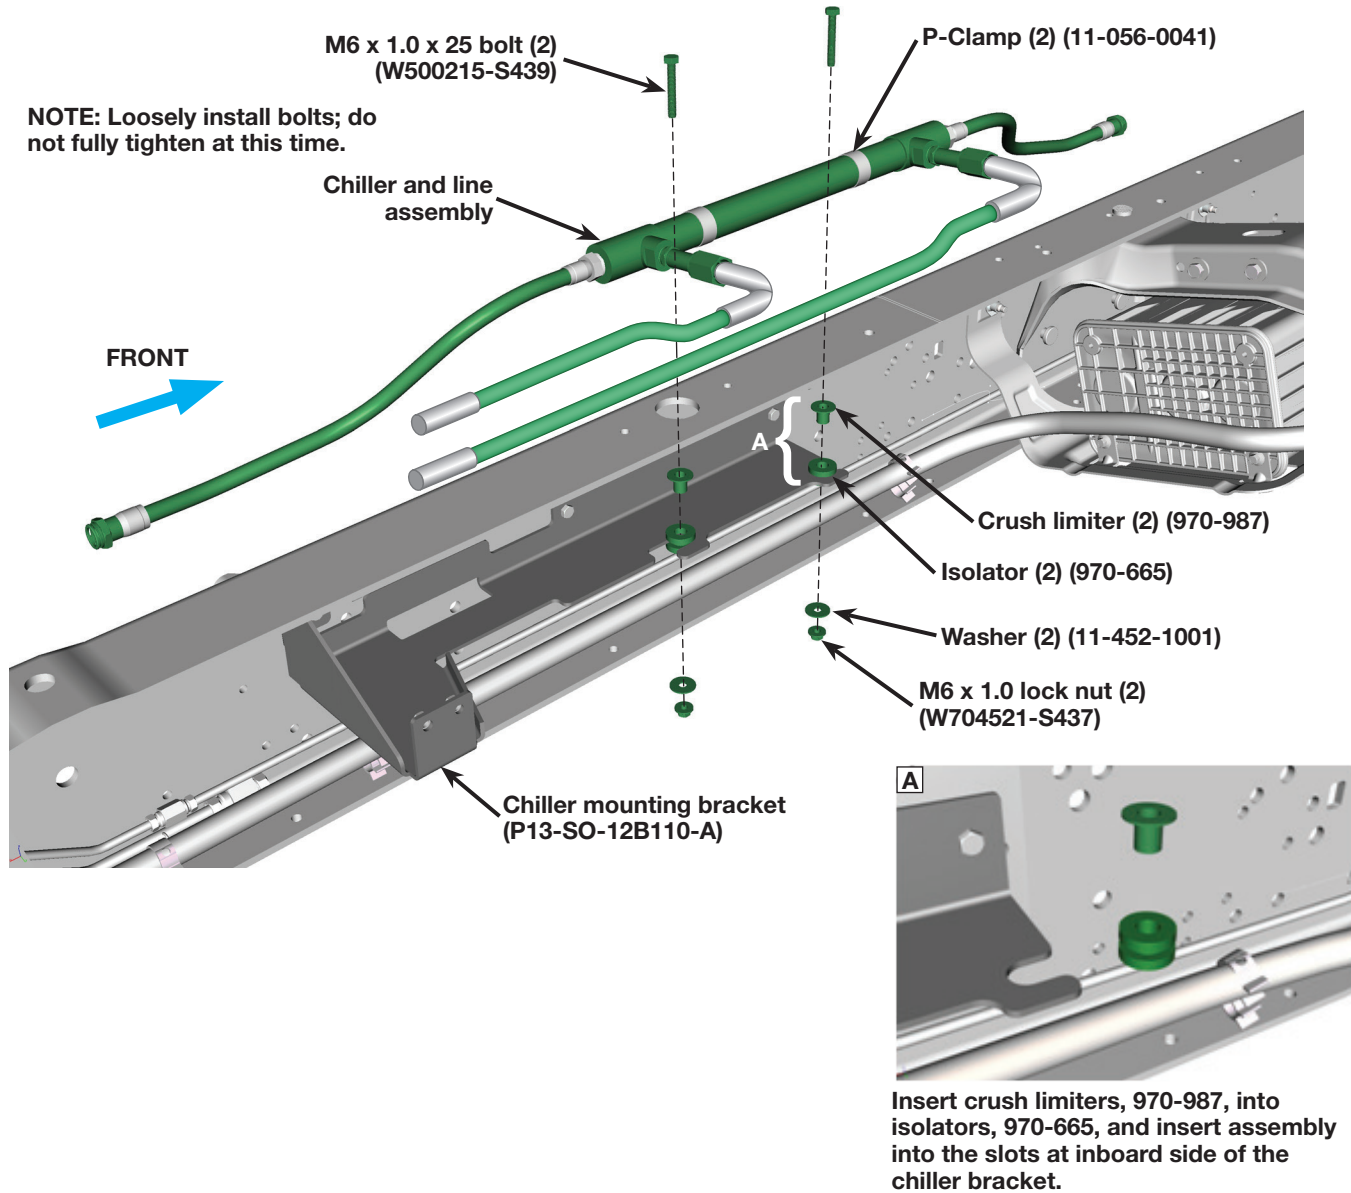 M6 x 1.0 x 25 bolt (2)
(W500215-S439)
P-Clamp (2) (11-056-0041)
NOTE: Loosely install bolts; do
not fully tighten at this time.
Chiller and line
assembly
FRONT
A
Crush limiter (2) (970-987)
Isolator (2) (970-665)
Washer (2) (11-452-1001)
M6 x 1.0 lock nut (2)
(W704521-S437)
Chiller mounting bracket
(P13-SO-12B110-A)
A
Insert crush limiters, 970-987, into
isolators, 970-665, and insert assembly
into the slots at inboard side of the
chiller bracket.